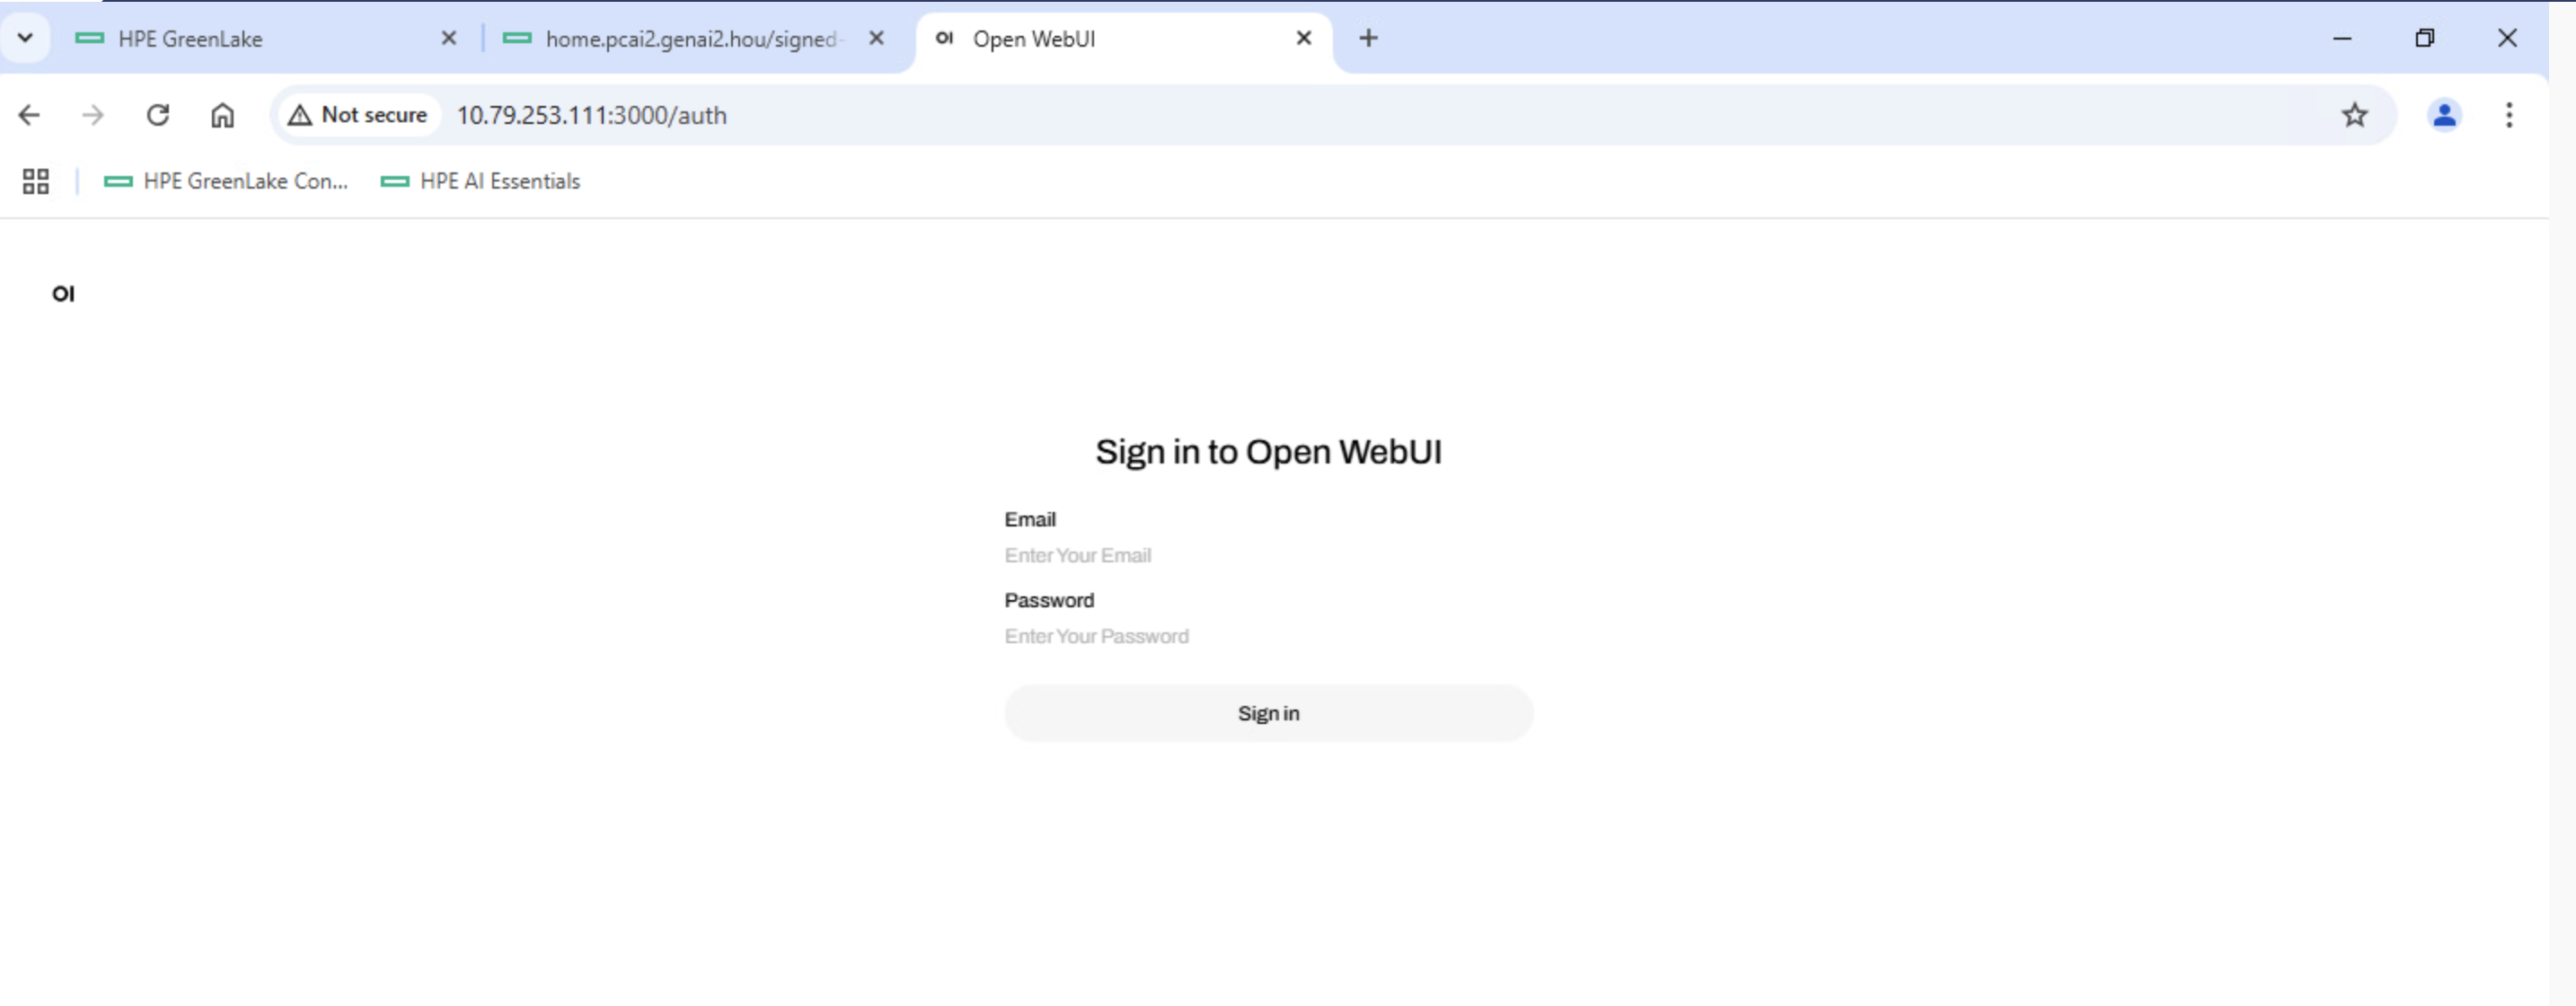 HPE GreenLake
home.pcai2.genai2.hou/signed-
OI Open WebUI
Not secure 10.79.253.111:3000/auth
HPE GreenLake Con...
HPE AI Essentials
OI
Sign in to Open WebUI
Email
Enter Your Email
Password
Enter Your Password
Sign in